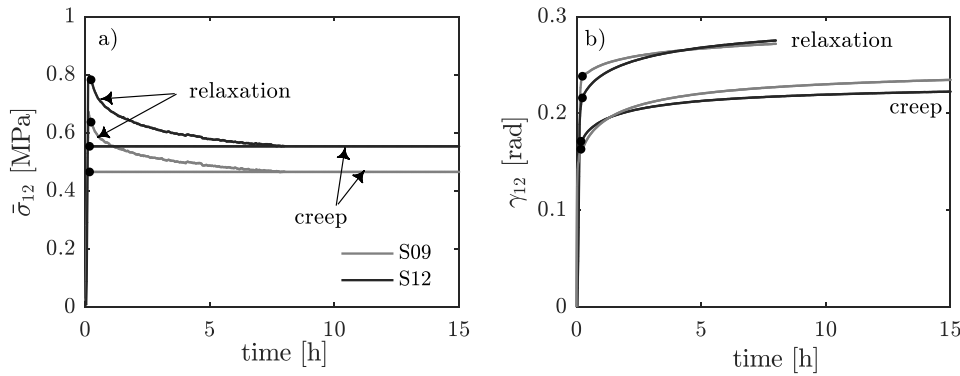 a)
1
0.8
0.6
0.4
0.2
0
σ̄₁₂ [MPa]
relaxation
creep
S09
S12
0
5
10
15
time [h]
b)
0.3
0.2
0.1
0
γ₁₂ [rad]
relaxation
creep
0
5
10
15
time [h]